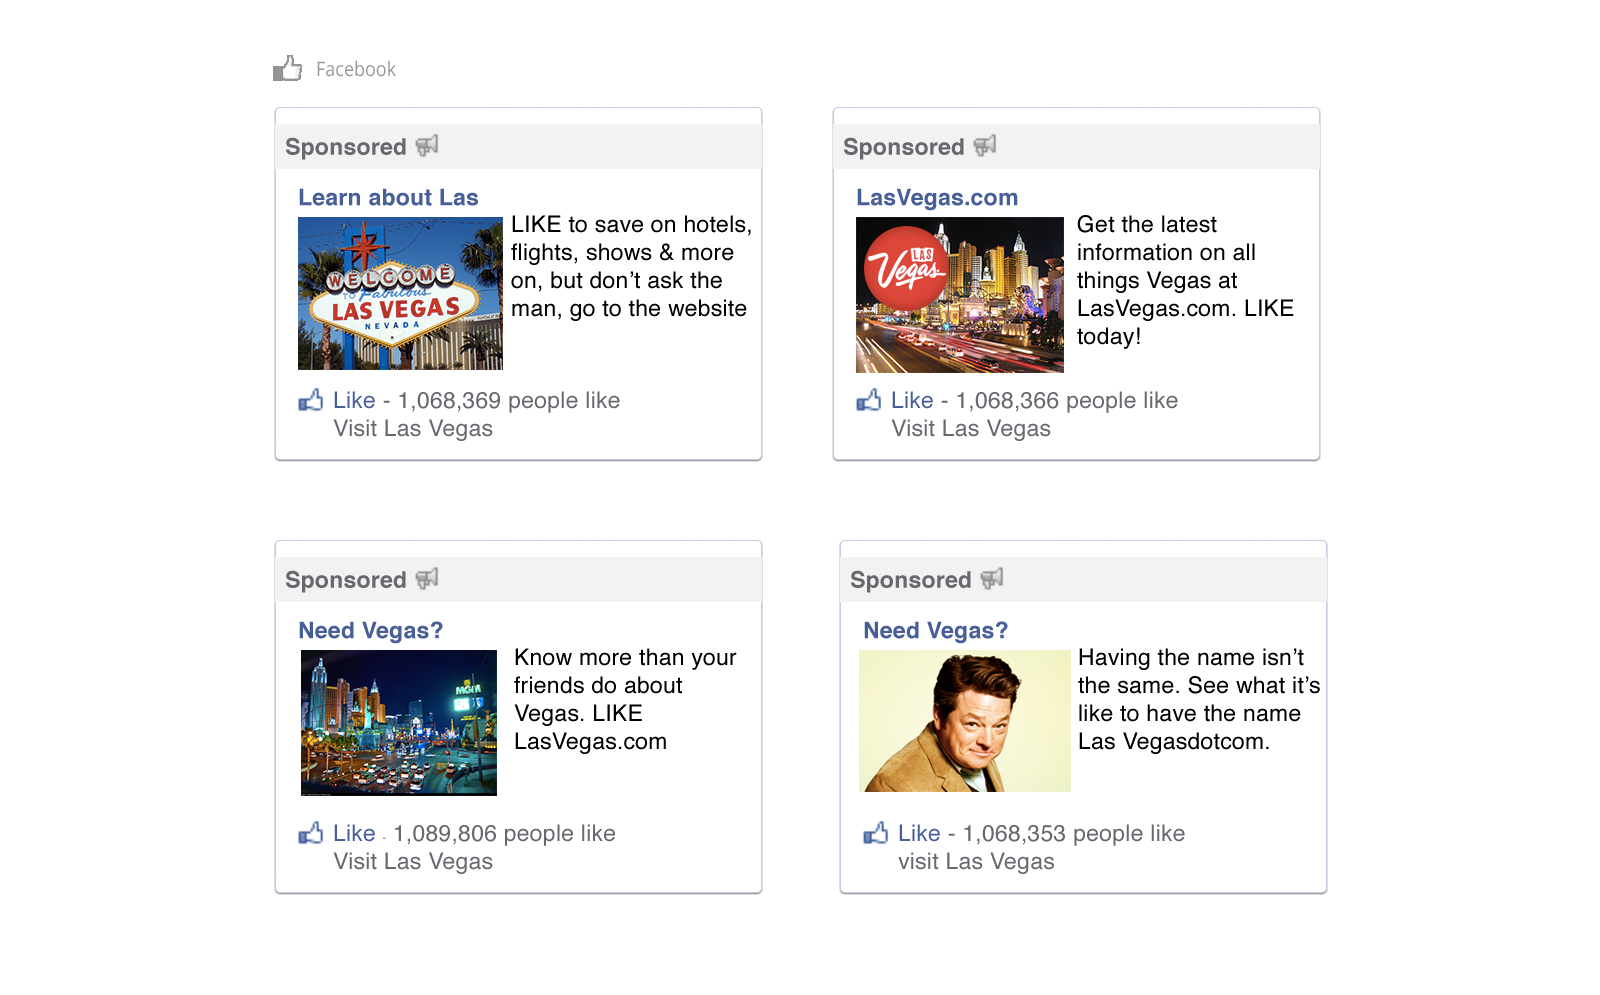 Facebook
Sponsored
Learn about Las
WELCOME
TO Fabulous
LAS VEGAS
NEVADA
LIKE to save on hotels,
flights, shows & more
on, but don’t ask the
man, go to the website
Like - 1,068,369 people like
Visit Las Vegas
Sponsored
LasVegas.com
LAS
Vegas
Get the latest
information on all
things Vegas at
LasVegas.com. LIKE
today!
Like - 1,068,366 people like
Visit Las Vegas
Sponsored
Need Vegas?
MGM
Know more than your
friends do about
Vegas. LIKE
LasVegas.com
Like - 1,089,806 people like
Visit Las Vegas
Sponsored
Need Vegas?
Having the name isn’t
the same. See what it’s
like to have the name
Las Vegasdotcom.
Like - 1,068,353 people like
visit Las Vegas